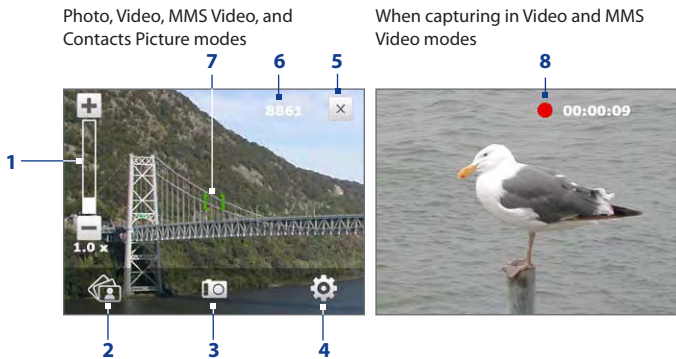 Photo, Video, MMS Video, and
Contacts Picture modes
When capturing in Video and MMS
Video modes
7
6
5
8
8861
00:00:09
1
1.0 x
2
3
4